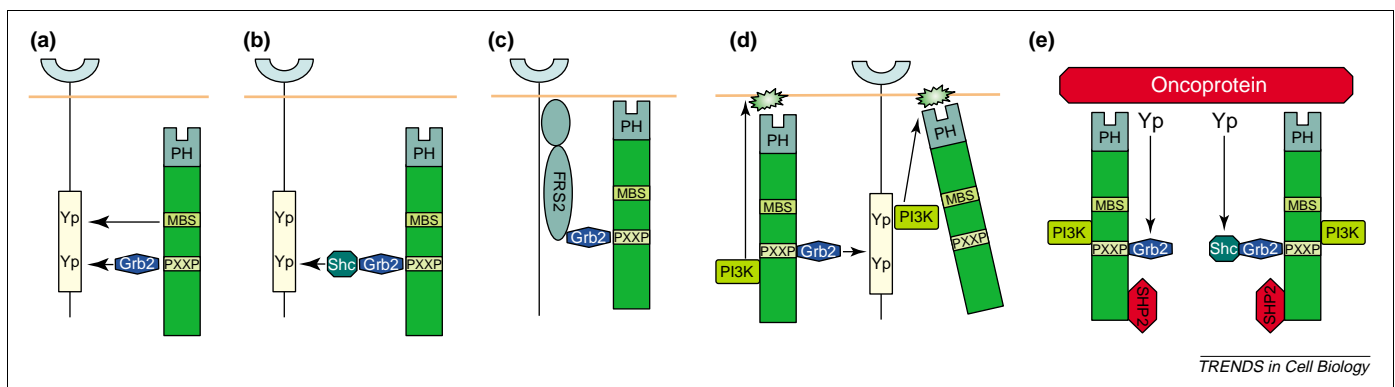 (a)
PH
Yp
MBS
Yp
Grb2
PXXP
(b)
PH
Yp
MBS
Yp
Shc
Grb2
PXXP
(c)
PH
FRS2
MBS
Grb2
PXXP
(d)
PH
PH
MBS
Yp
PI3K
MBS
PXXP
Grb2
Yp
PXXP
PI3K
(e)
Oncoprotein
PH
Yp
Yp
PH
MBS
MBS
PI3K
PI3K
PXXP
Grb2
Shc
Grb2
PXXP
SHP2
SHP2
TRENDS in Cell Biology